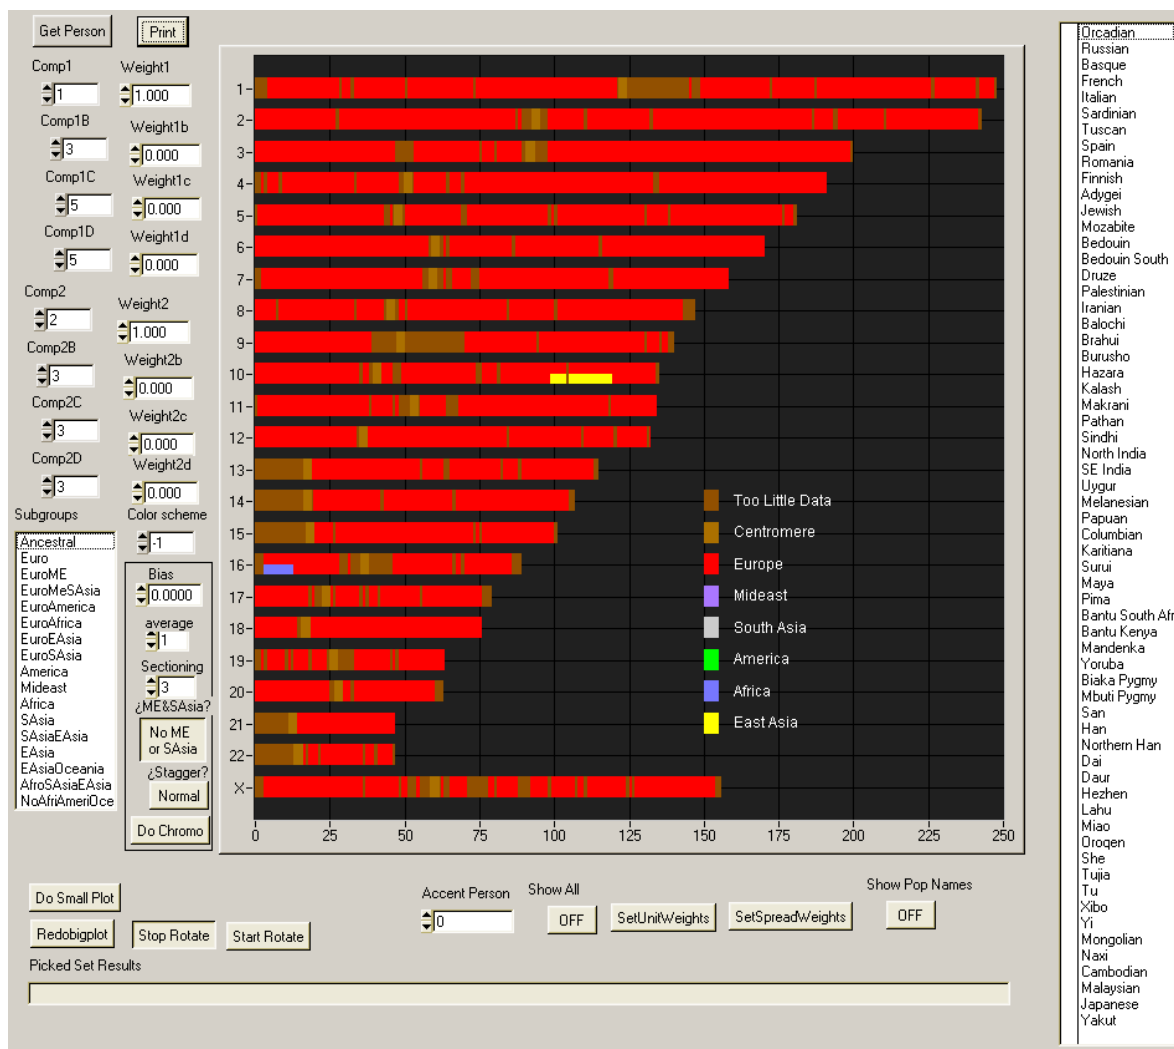 Get Person
Print
Comp1
Weight1
1
1.000
Comp1B
Weight1b
3
0.000
Comp1C
Weight1c
5
0.000
Comp1D
Weight1d
5
0.000
Comp2
Weight2
2
1.000
Comp2B
Weight2b
3
0.000
Comp2C
Weight2c
3
0.000
Comp2D
Weight2d
3
0.000
Subgroups
Ancestral
Euro
EuroME
EuroMeSAsia
EuroAmerica
EuroAfrica
EuroEAsia
EuroSAsia
America
Mideast
Africa
SAsia
SAsiaEAsia
EAsia
EAsiaOceania
AfroSAsiaEAsia
NoAfriAmeriOce
Color scheme
-1
Bias
0.0000
average
1
Sectioning
3
¿ME&SAsia?
No ME
or SAsia
¿Stagger?
Normal
Do Chromo
1
2
3
4
5
6
7
8
9
10
11
12
13
14
15
16
17
18
19
20
21
22
X
0 25 50 75 100 125 150 175 200 225 250
Too Little Data
Centromere
Europe
Mideast
South Asia
America
Africa
East Asia
Do Small Plot
Redobigplot
Stop Rotate
Start Rotate
Accent Person
0
Show All
OFF
SetUnitWeights
SetSpreadWeights
Show Pop Names
OFF
Picked Set Results
Orcadian
Russian
Basque
French
Italian
Sardinian
Tuscan
Spain
Romania
Finnish
Adygei
Jewish
Mozabite
Bedouin
Bedouin South
Druze
Palestinian
Iranian
Balochi
Brahui
Burusho
Hazara
Kalash
Makrani
Pathan
Sindhi
North India
SE India
Uygur
Melanesian
Papuan
Columbian
Karitiana
Surui
Maya
Pima
Bantu South Afr
Bantu Kenya
Mandenka
Yoruba
Biaka Pygmy
Mbuti Pygmy
San
Han
Northern Han
Dai
Daur
Hezhen
Lahu
Miao
Oroqen
She
Tujia
Tu
Xibo
Yi
Mongolian
Naxi
Cambodian
Malaysian
Japanese
Yakut